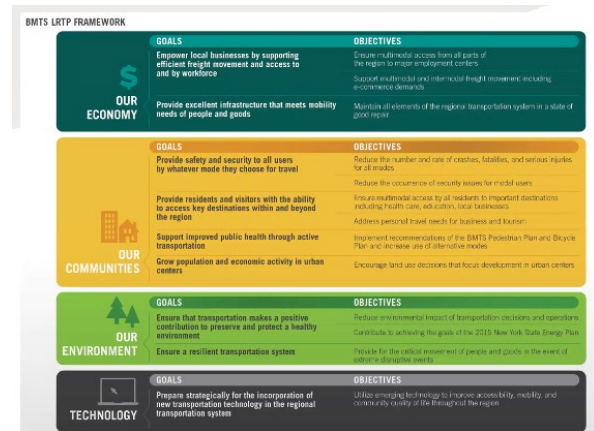 BMTS LRTP FRAMEWORK
GOALS
OBJECTIVES
OUR
ECONOMY
Empower local businesses by supporting
efficient freight movement and access to
and by workforce
Ensure multimodal access from all parts of
the region to major employment centers
Support multimodal and intermodal freight movement including
e-commerce demands
Provide excellent infrastructure that meets mobility
needs of people and goods
Maintain all elements of the regional transportation system in a state of
good repair
GOALS
OBJECTIVES
OUR
COMMUNITIES
Provide safety and security to all users
by whatever mode they choose for travel
Reduce the number and rate of crashes, fatalities, and serious injuries
for all modes
Reduce the occurrence of security issues for modal users
Provide residents and visitors with the ability
to access key destinations within and beyond
the region
Ensure multimodal access by all residents to important destinations
including health care, education, local businesses
Address personal travel needs for business and tourism
Support improved public health through active
transportation
Implement recommendations of the BMTS Pedestrian Plan and Bicycle
Plan and increase use of alternative modes
Grow population and economic activity in urban
centers
Encourage land use decisions that focus development in urban centers
GOALS
OBJECTIVES
OUR
ENVIRONMENT
Ensure that transportation makes a positive
contribution to preserve and protect a healthy
environment
Reduce environmental impact of transportation decisions and operations
Contribute to achieving the goals of the 2015 New York State Energy Plan
Ensure a resilient transportation system
Provide for the critical movement of people and goods in the event of
extreme disruptive events
GOALS
OBJECTIVES
TECHNOLOGY
Prepare strategically for the incorporation of
new transportation technology in the regional
transportation system
Utilize emerging technology to improve accessibility, mobility, and
community quality of life throughout the region